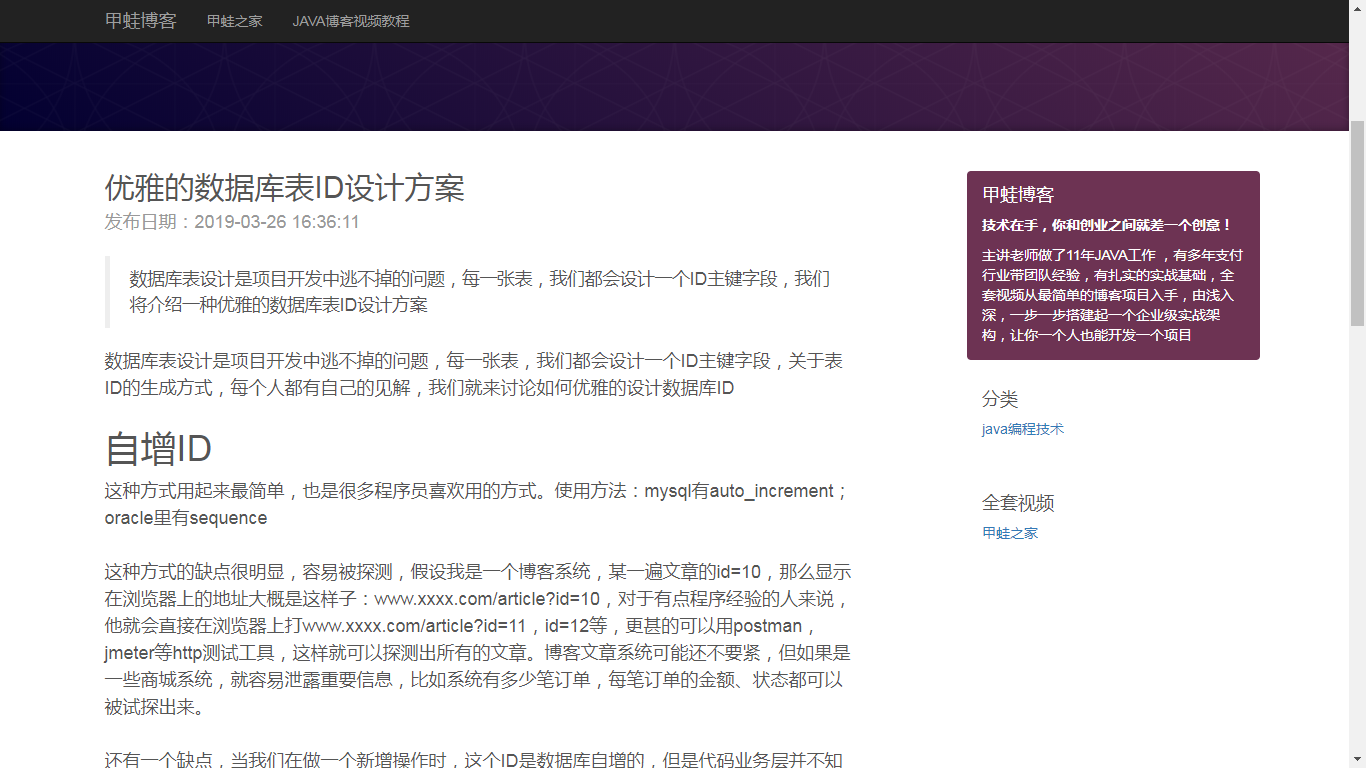 甲蛙博客 甲蛙之家 JAVA博客视频教程
优雅的数据库表ID设计方案
发布日期：2019-03-26 16:36:11
数据库表设计是项目开发中逃不掉的问题，每一张表，我们都会设计一个ID主键字段，我们
将介绍一种优雅的数据库表ID设计方案
数据库表设计是项目开发中逃不掉的问题，每一张表，我们都会设计一个ID主键字段，关于表
ID的生成方式，每个人都有自己的见解，我们就来讨论如何优雅的设计数据库ID
自增ID
这种方式用起来最简单，也是很多程序员喜欢用的方式。使用方法：mysql有auto_increment；
oracle里有sequence
这种方式的缺点很明显，容易被探测，假设我是一个博客系统，某一遍文章的id=10，那么显示
在浏览器上的地址大概是这样子：www.xxxx.com/article?id=10，对于有点程序经验的人来说，
他就会直接在浏览器上打www.xxxx.com/article?id=11，id=12等，更甚的可以用postman，
jmeter等http测试工具，这样就可以探测出所有的文章。博客文章系统可能还不要紧，但如果是
一些商城系统，就容易泄露重要信息，比如系统有多少笔订单，每笔订单的金额、状态都可以
被试探出来。
还有一个缺点，当我们在做一个新增操作时，这个ID是数据库自增的，但是代码业务层并不知
甲蛙博客
技术在手，你和创业之间就差一个创意！
主讲老师做了11年JAVA工作 ，有多年支付
行业带团队经验，有扎实的实战基础，全
套视频从最简单的博客项目入手，由浅入
深，一步一步搭建起一个企业级实战架
构，让你一个人也能开发一个项目
分类
java编程技术
全套视频
甲蛙之家